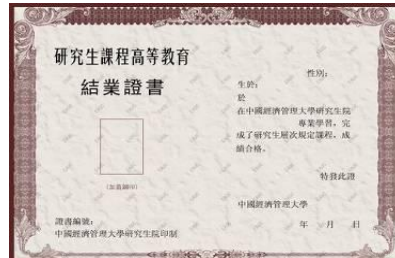 研究生課程高等教育
結業證書
(加蓋鋼印)
證書編號:
中國經濟管理大學研究生院印制
性別:
生於:
於
在中國經濟管理大學研究生院
專業學習,完
成了研究生層次規定課程,成
績合格。
特發此證
中國經濟管理大學
年 月 日